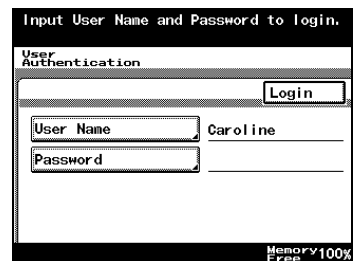 Input User Name and Password to login.
User
Authentication
Login
User Name Caroline
Password
Memory 100%
Free